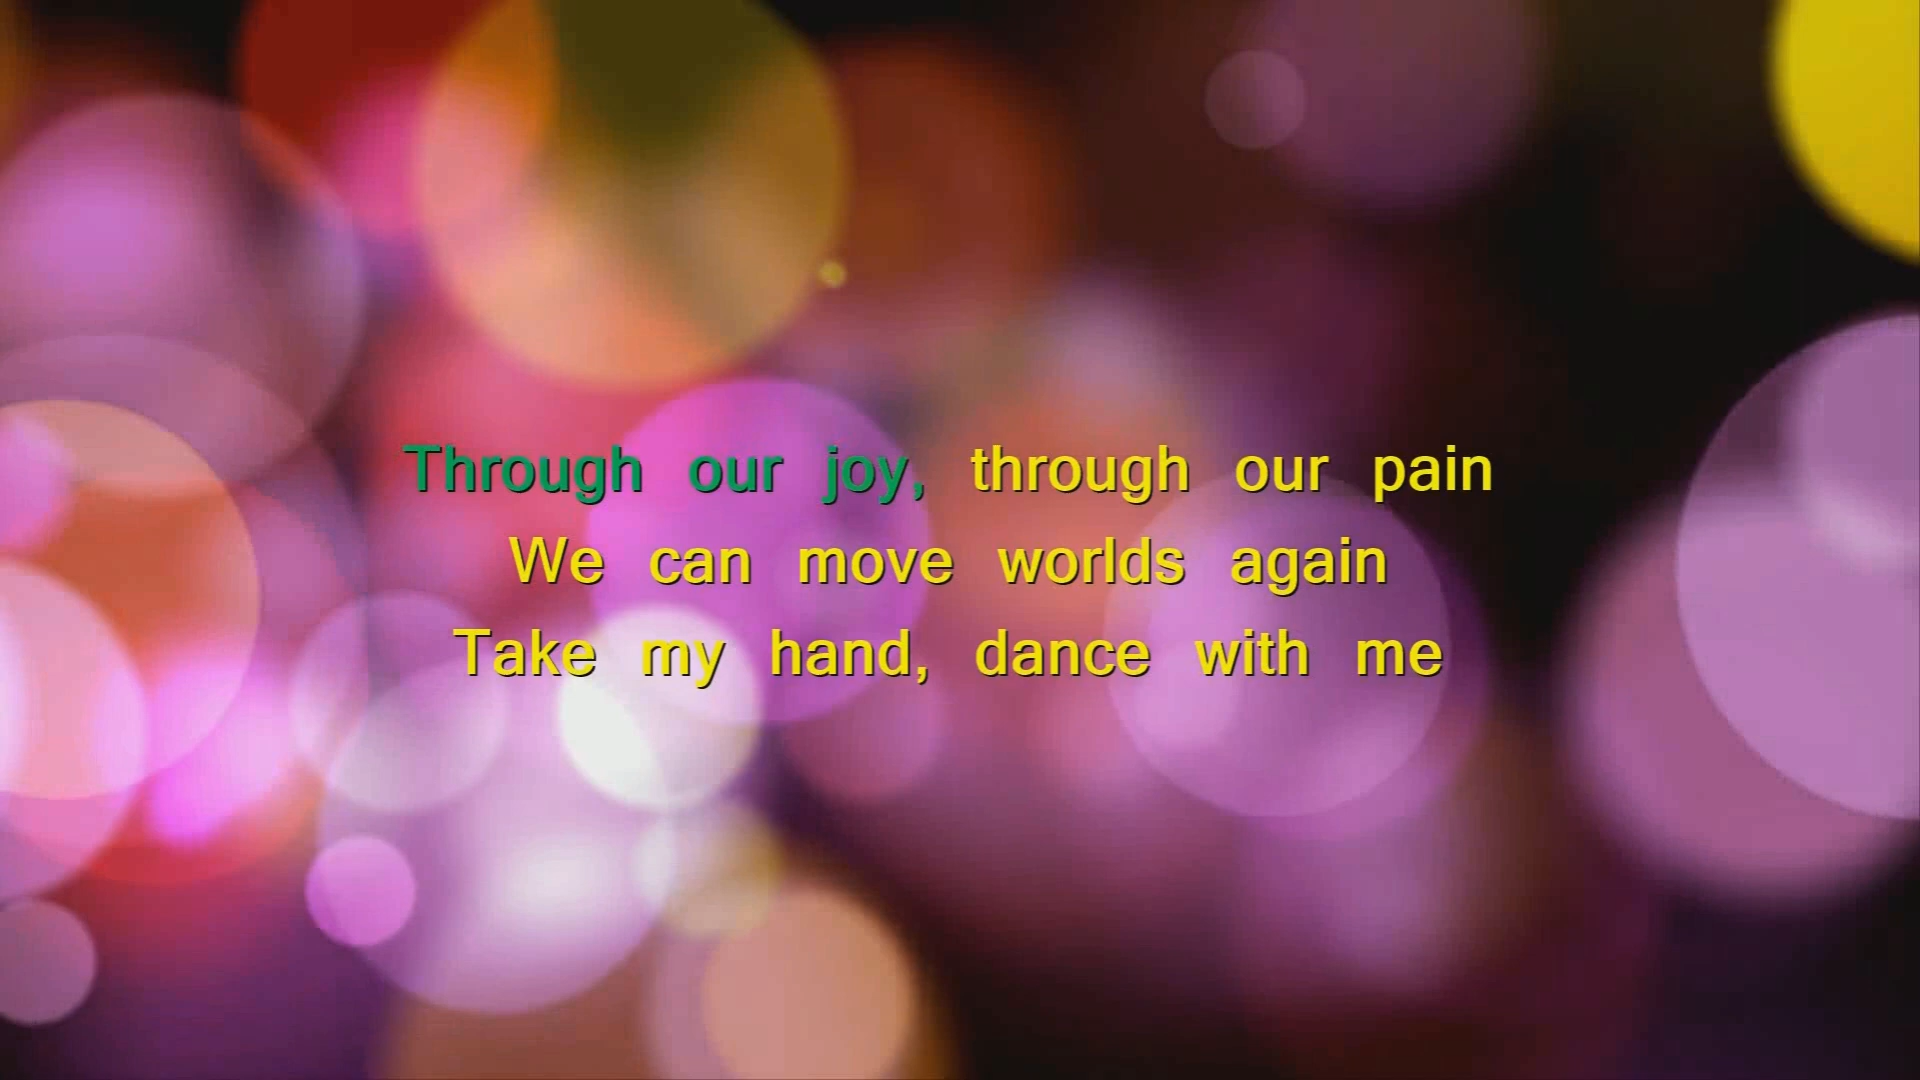 Through our joy, through our pain
We can move worlds again
Take my hand, dance with me